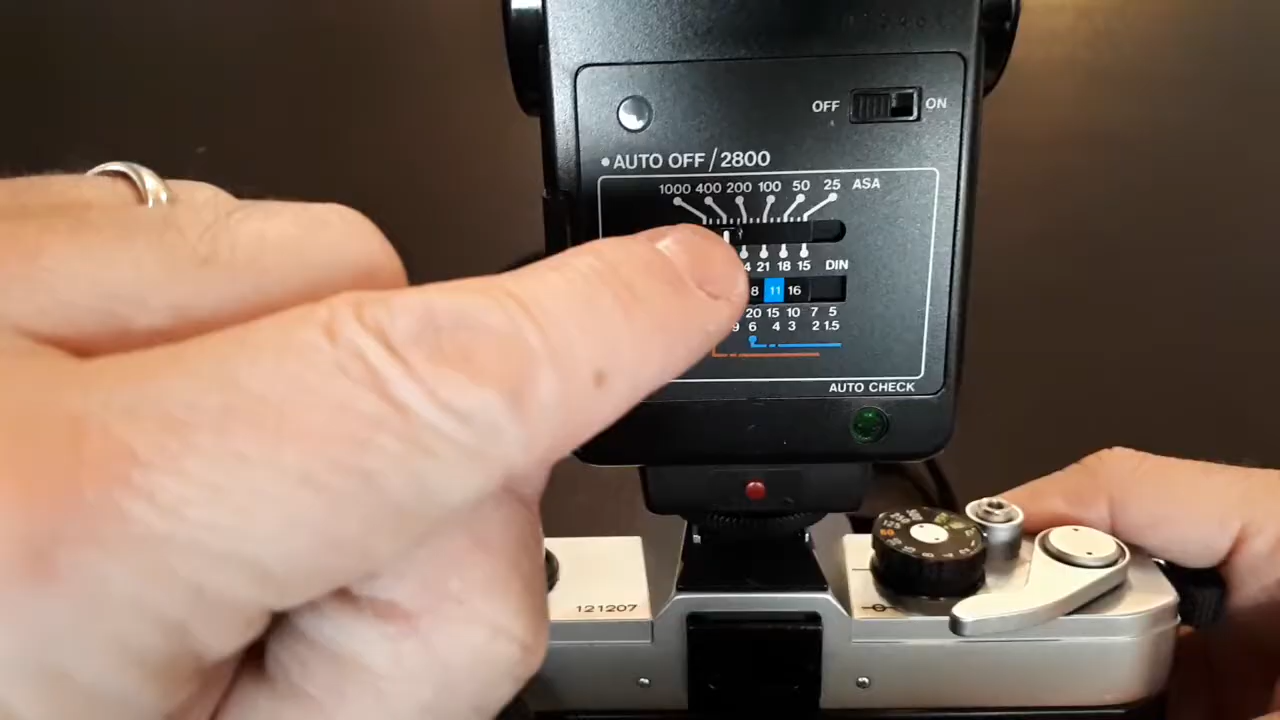 OFF ON
AUTO OFF/2800
1000 400 200 100 50 25 ASA
4 21 18 15 DIN
8 11 16
20 15 10 7 5
9 6 4 3 2 1.5
AUTO CHECK
121207